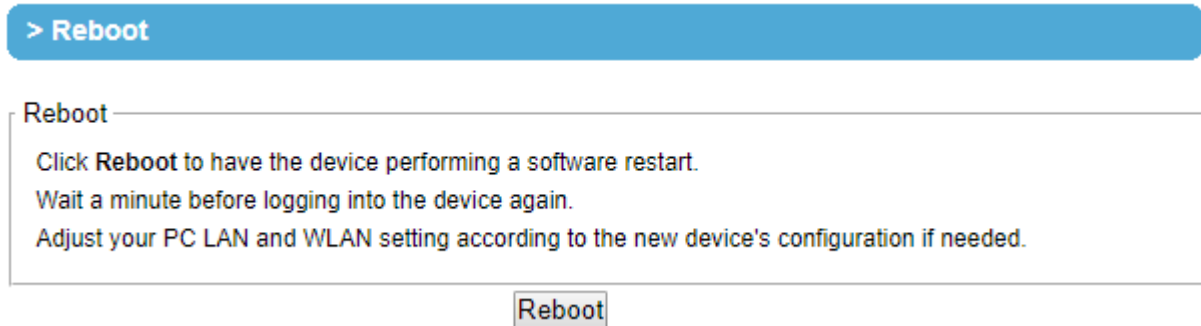 > Reboot
Reboot
Click Reboot to have the device performing a software restart.
Wait a minute before logging into the device again.
Adjust your PC LAN and WLAN setting according to the new device's configuration if needed.
Reboot